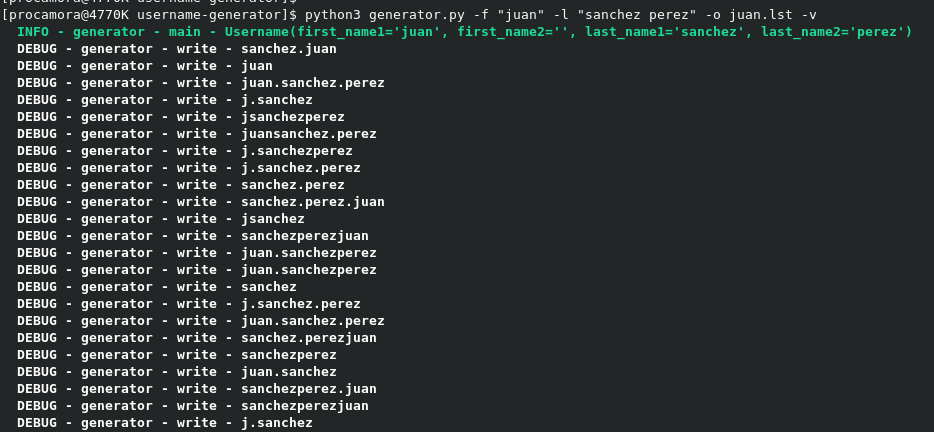 [procamora@4770K username-generator]$
[procamora@4770K username-generator]$ python3 generator.py -f "juan" -l "sanchez perez" -o juan.lst -v
INFO - generator - main - Username(first_name1='juan', first_name2='', last_name1='sanchez', last_name2='perez')
DEBUG - generator - write - sanchez.juan
DEBUG - generator - write - juan
DEBUG - generator - write - juan.sanchez.perez
DEBUG - generator - write - j.sanchez
DEBUG - generator - write - jsanchezperez
DEBUG - generator - write - juansanchez.perez
DEBUG - generator - write - j.sanchezperez
DEBUG - generator - write - j.sanchez.perez
DEBUG - generator - write - sanchez.perez
DEBUG - generator - write - sanchez.perez.juan
DEBUG - generator - write - jsanchez
DEBUG - generator - write - sanchezperezjuan
DEBUG - generator - write - juan.sanchezperez
DEBUG - generator - write - juan.sanchezperez
DEBUG - generator - write - sanchez
DEBUG - generator - write - j.sanchez.perez
DEBUG - generator - write - juan.sanchez.perez
DEBUG - generator - write - sanchez.perezjuan
DEBUG - generator - write - sanchezperez
DEBUG - generator - write - juan.sanchez
DEBUG - generator - write - sanchezperez.juan
DEBUG - generator - write - sanchezperezjuan
DEBUG - generator - write - j.sanchez